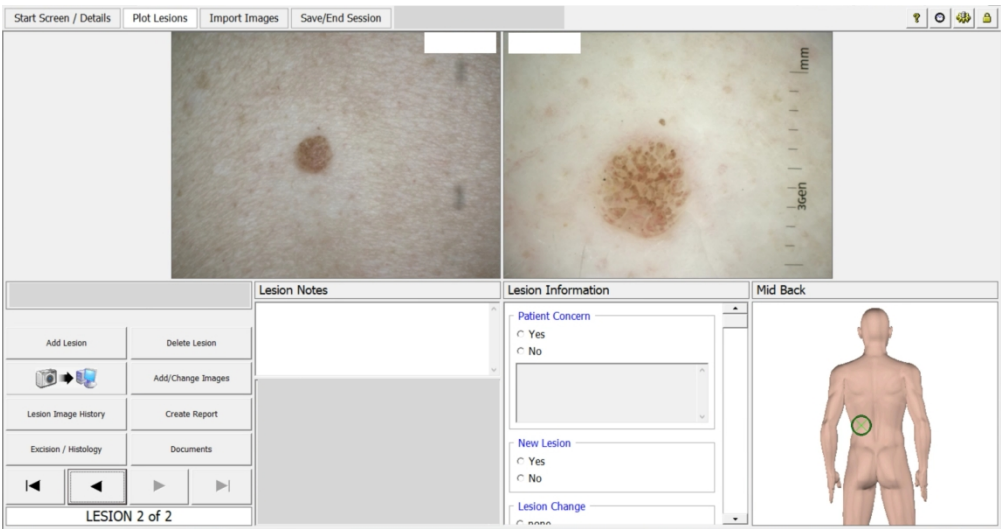 Start Screen / Details
Plot Lesions
Import Images
Save/End Session
?
mm
3Gen
Lesion Notes
Lesion Information
Mid Back
Patient Concern
Yes
No
Add Lesion
Delete Lesion
Add/Change Images
Lesion Image History
Create Report
Excision / Histology
Documents
New Lesion
Yes
No
Lesion Change
none
LESION 2 of 2